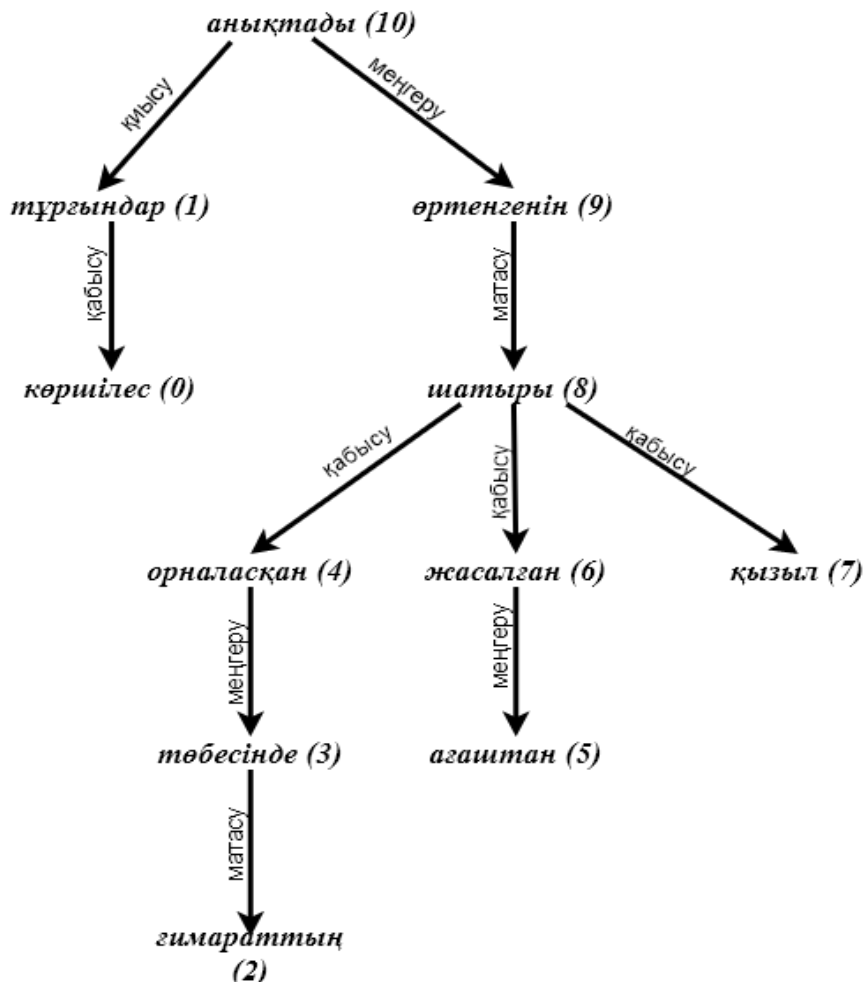 анықтады (10)
қиысу
меңгеру
тұрғындар (1)
өртенгенін (9)
қабысу
матасу
көршілес (0)
шатыры (8)
қабысу
қабысу
қабысу
орналасқан (4)
жасалған (6)
қызыл (7)
меңгеру
меңгеру
төбесінде (3)
ағаштан (5)
матасу
ғимараттың
(2)